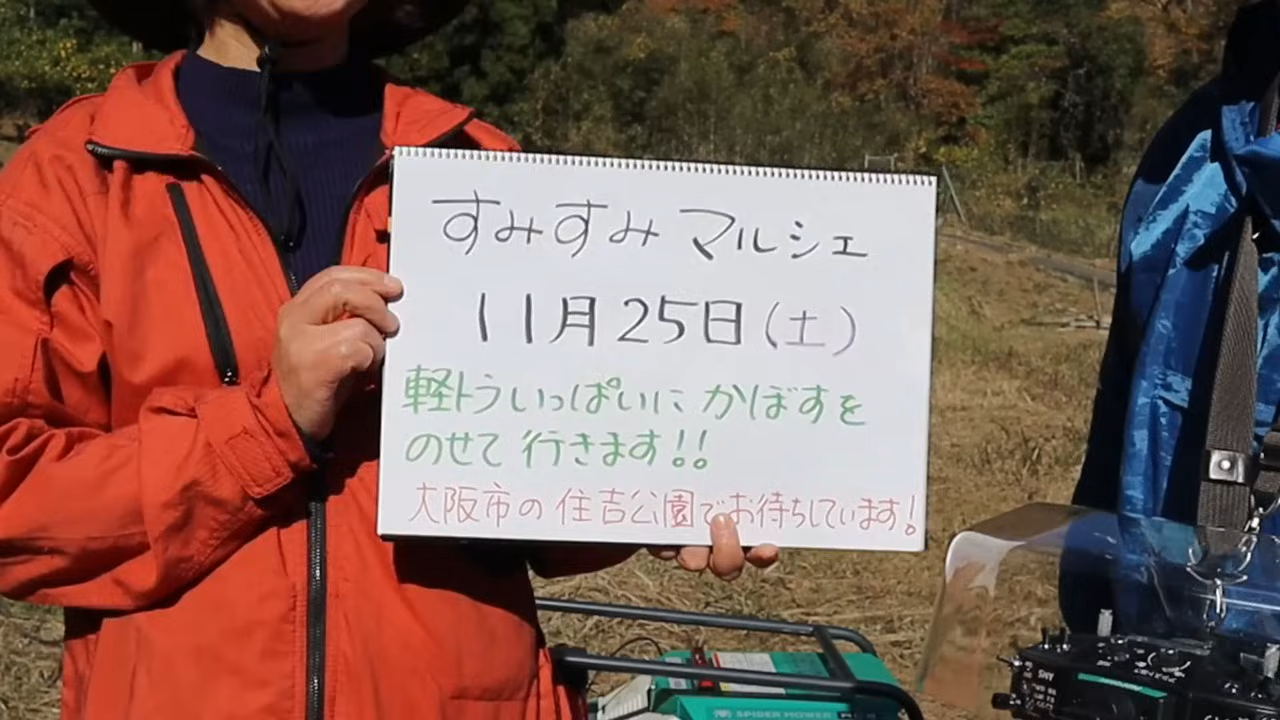 すみすみマルシェ
11月25日(土)
軽トラいっぱいにかぼすを
のせて行きます!!
大阪市の住吉公園でお待ちしています!
SPIDER MOWER